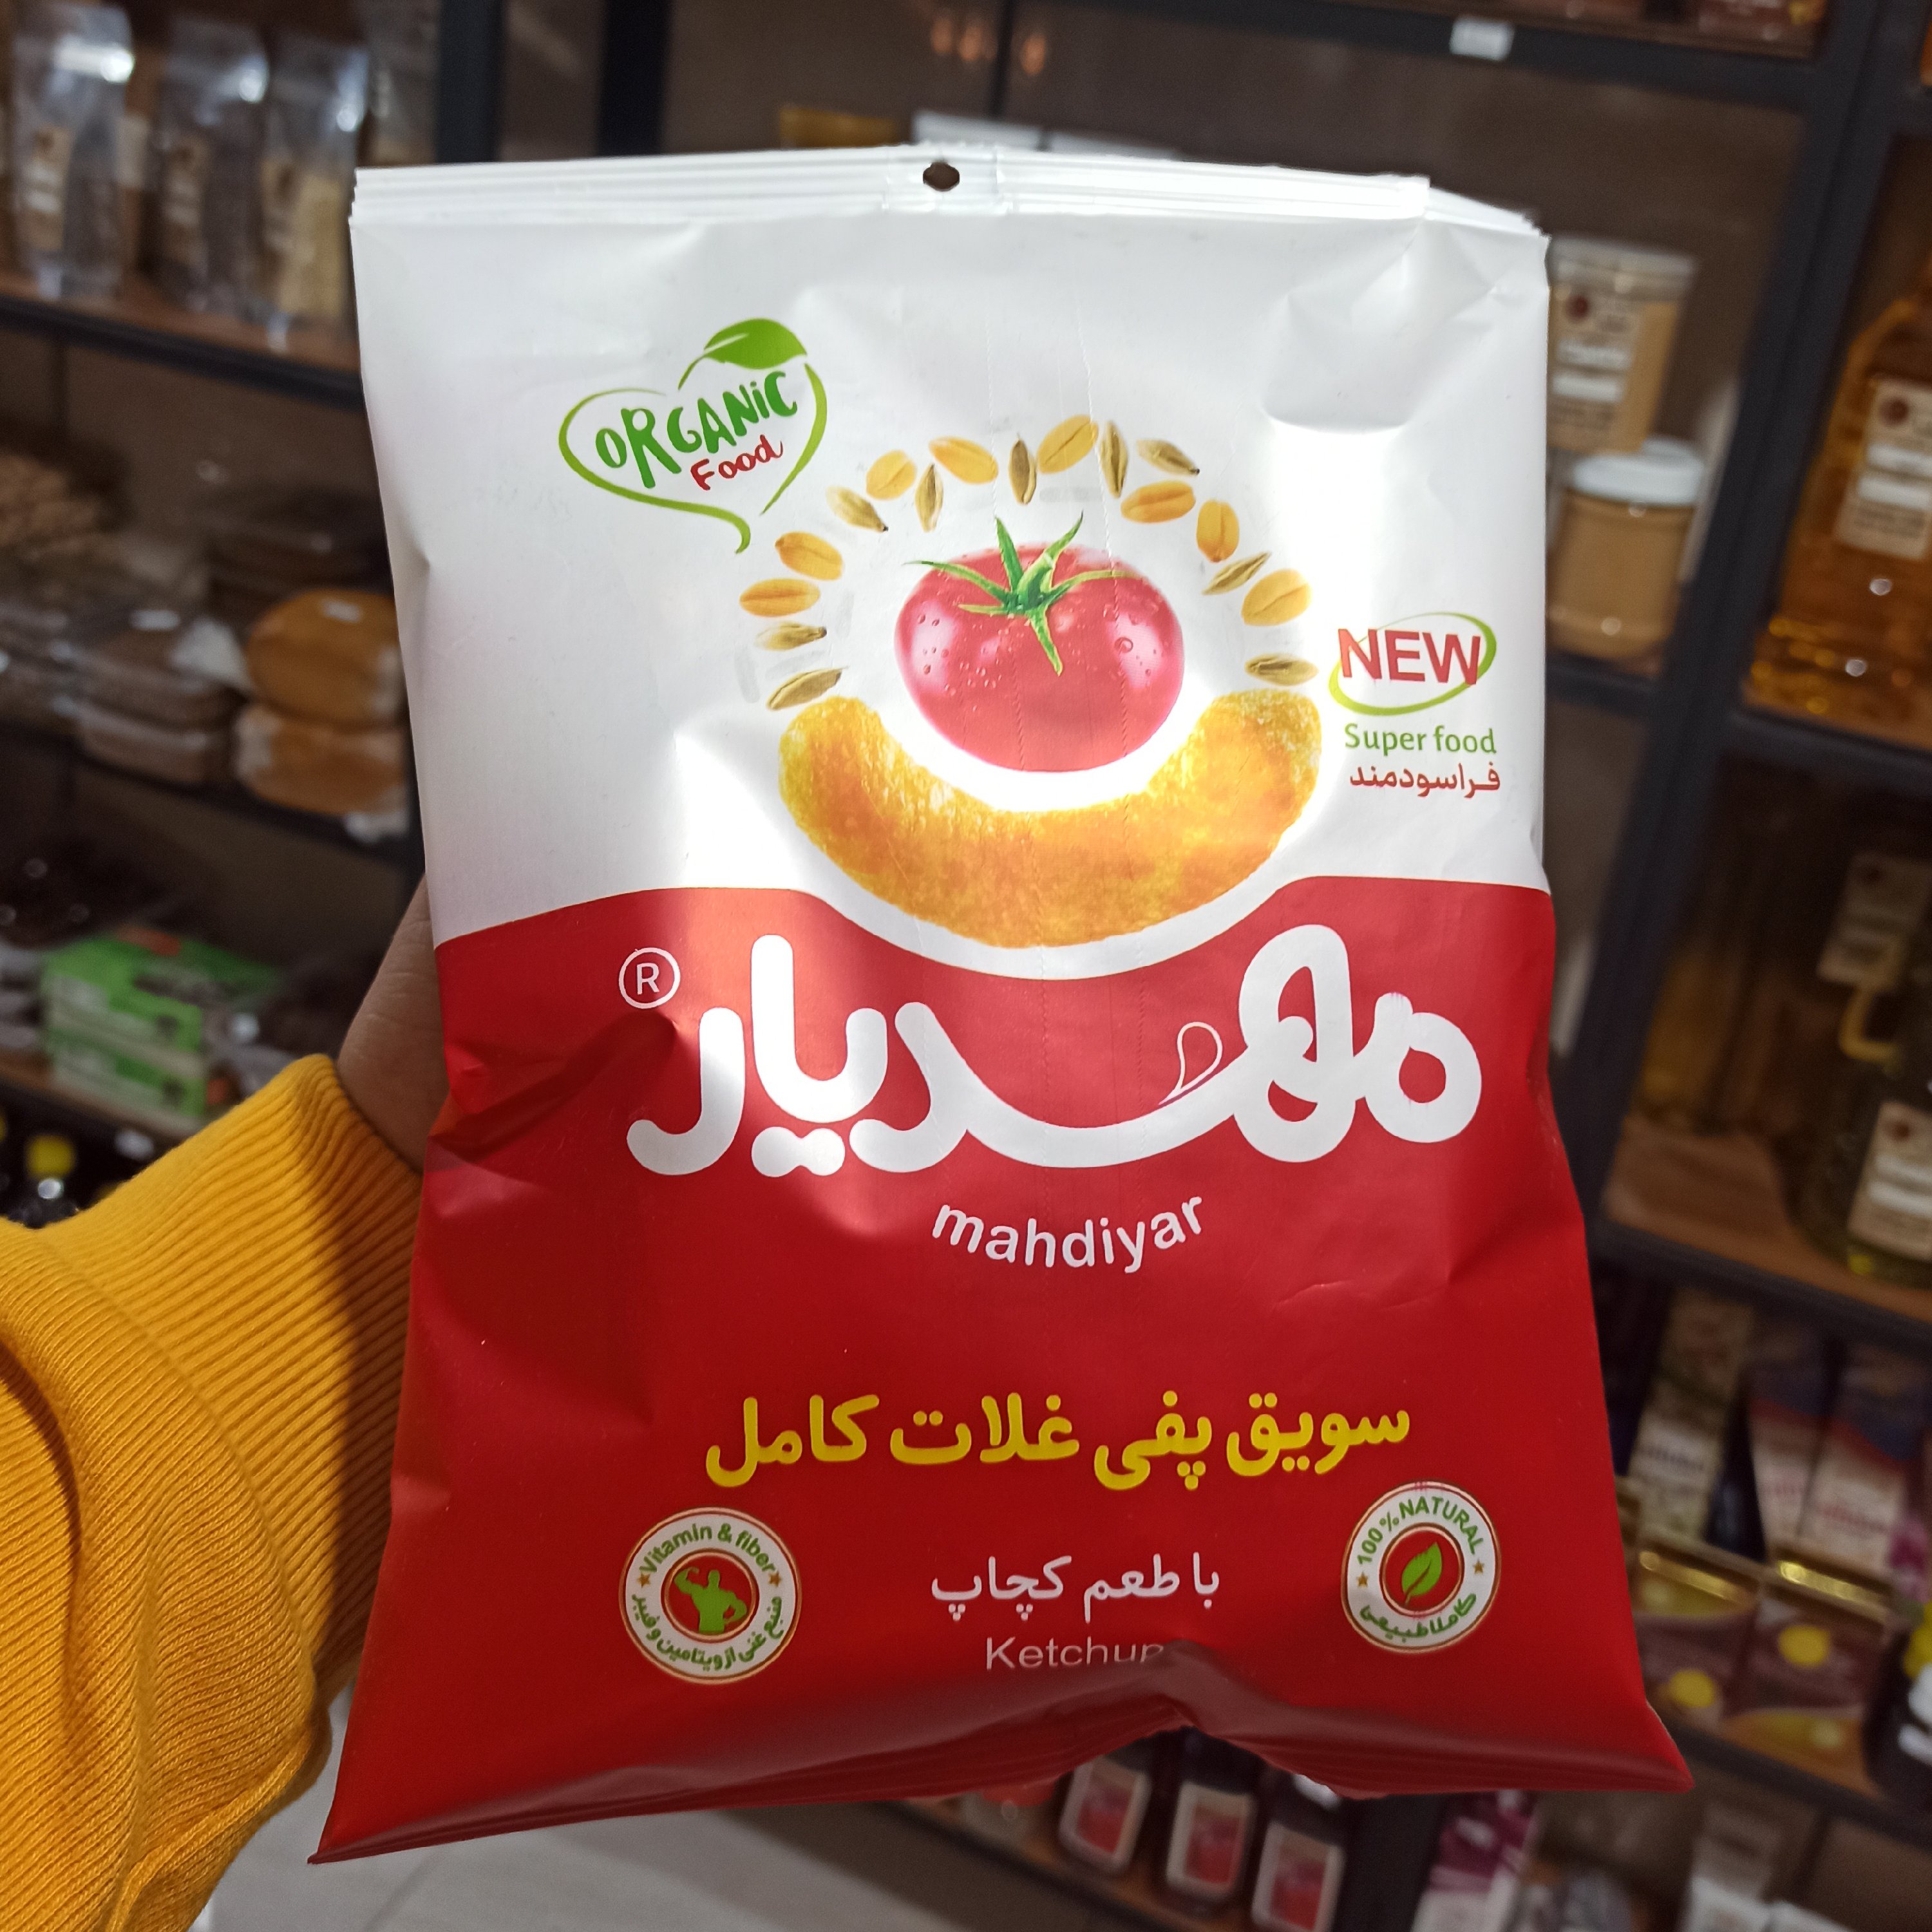 ORGANIC
Food
NEW
Super food
فراسودمند
مهدیار ®
mahdiyar
سویق پفی غلات کامل
Vitamin & fiber
منبع غنی از ویتامین و فیبر
با طعم کچاپ
Ketchup
100% NATURAL
کاملا طبیعی